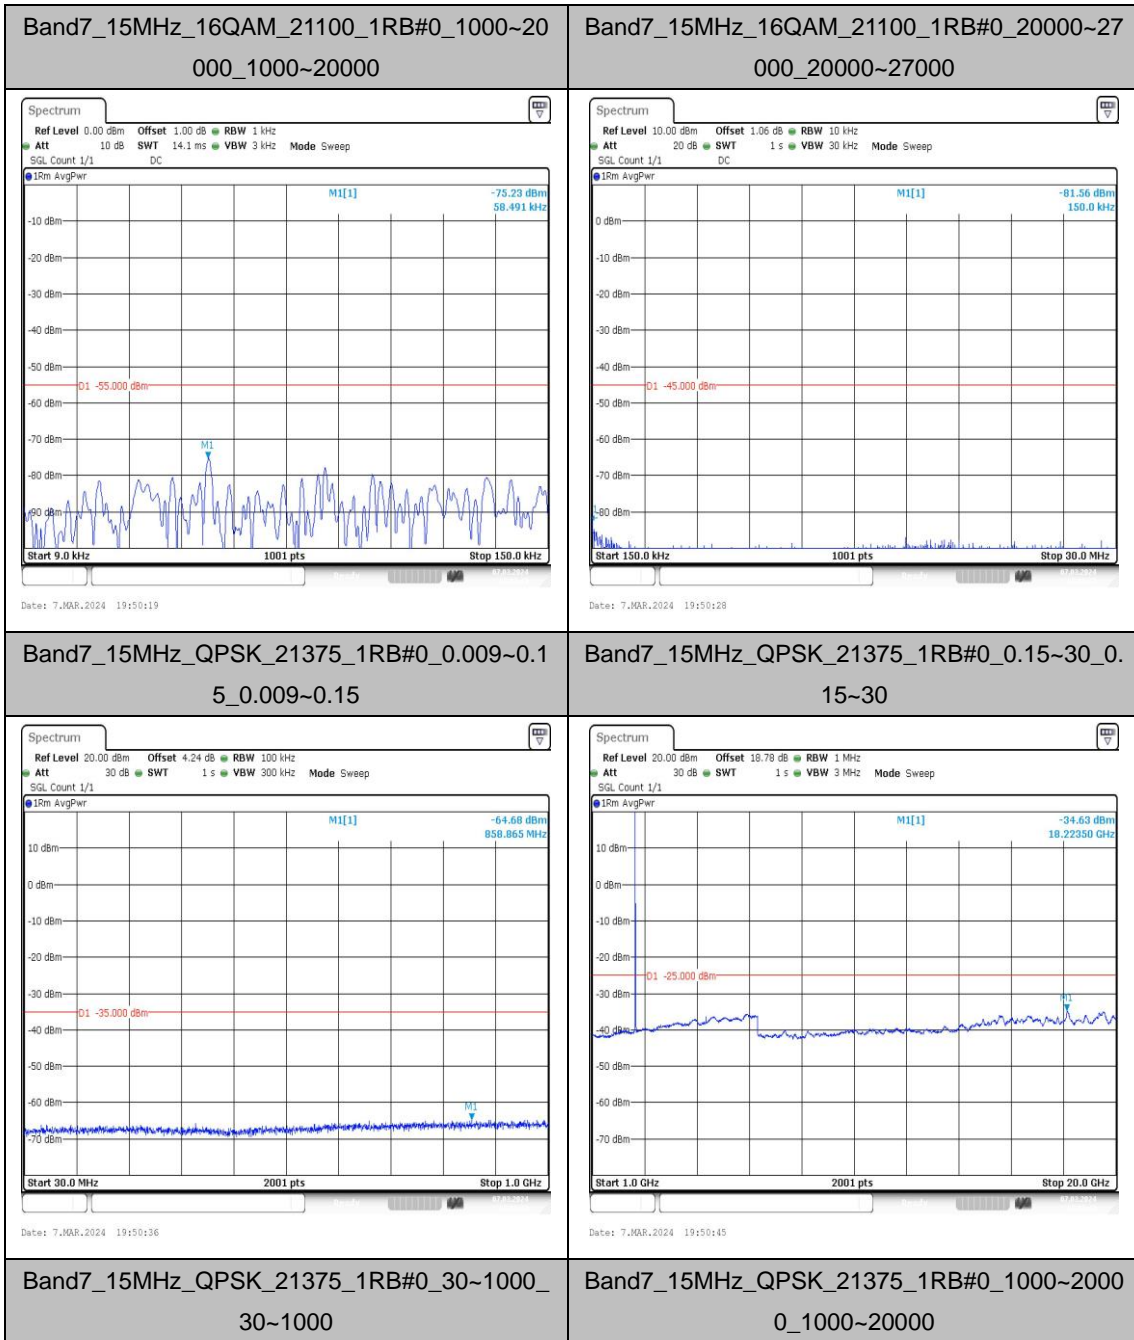 Band7_15MHz_16QAM_21100_1RB#0_1000~20
000_1000~20000
Band7_15MHz_16QAM_21100_1RB#0_20000~27
000_20000~27000
Spectrum
Ref Level 0.00 dBm Offset 1.00 dB RBW 1 kHz
Att 10 dB SWT 14.1 ms VBW 3 kHz Mode Sweep
SGL Count 1/1 DC
1Rm AvgPwr
M1[1] -75.23 dBm
58.491 kHz
-10 dBm
-20 dBm
-30 dBm
-40 dBm
-50 dBm
D1 -55.000 dBm
-60 dBm
-70 dBm
M1
-80 dBm
-90 dBm
Start 9.0 kHz 1001 pts Stop 150.0 kHz
Date: 7.MAR.2024 19:50:19
Spectrum
Ref Level 10.00 dBm Offset 1.06 dB RBW 10 kHz
Att 20 dB SWT 1 s VBW 30 kHz Mode Sweep
SGL Count 1/1 DC
1Rm AvgPwr
M1[1] -81.56 dBm
150.0 kHz
0 dBm
-10 dBm
-20 dBm
-30 dBm
-40 dBm
D1 -45.000 dBm
-50 dBm
-60 dBm
-70 dBm
-80 dBm
Start 150.0 kHz 1001 pts Stop 30.0 MHz
Date: 7.MAR.2024 19:50:28
Band7_15MHz_QPSK_21375_1RB#0_0.009~0.1
5_0.009~0.15
Band7_15MHz_QPSK_21375_1RB#0_0.15~30_0.
15~30
Spectrum
Ref Level 20.00 dBm Offset 4.24 dB RBW 100 kHz
Att 30 dB SWT 1 s VBW 300 kHz Mode Sweep
SGL Count 1/1
1Rm AvgPwr
M1[1] -64.68 dBm
858.865 MHz
10 dBm
0 dBm
-10 dBm
-20 dBm
-30 dBm
D1 -35.000 dBm
-40 dBm
-50 dBm
-60 dBm
M1
-70 dBm
Start 30.0 MHz 2001 pts Stop 1.0 GHz
Date: 7.MAR.2024 19:50:36
Spectrum
Ref Level 20.00 dBm Offset 18.78 dB RBW 1 MHz
Att 30 dB SWT 1 s VBW 3 MHz Mode Sweep
SGL Count 1/1
1Rm AvgPwr
M1[1] -34.63 dBm
18.22350 GHz
10 dBm
0 dBm
-10 dBm
-20 dBm
D1 -25.000 dBm
-30 dBm
M1
-40 dBm
-50 dBm
-60 dBm
-70 dBm
Start 1.0 GHz 2001 pts Stop 20.0 GHz
Date: 7.MAR.2024 19:50:45
Band7_15MHz_QPSK_21375_1RB#0_30~1000_
30~1000
Band7_15MHz_QPSK_21375_1RB#0_1000~2000
0_1000~20000